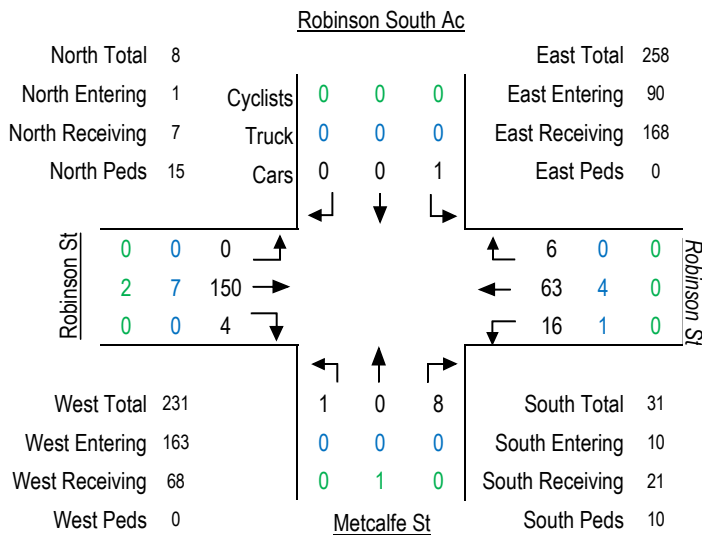 Robinson South Ac
North Total 8
North Entering 1
North Receiving 7
North Peds 15
Cyclists 0 0 0
Truck 0 0 0
Cars 0 0 1
East Total 258
East Entering 90
East Receiving 168
East Peds 0
Robinson St
0 0 0
2 7 150
0 0 4
6 0 0
63 4 0
16 1 0
Robinson St
West Total 231
West Entering 163
West Receiving 68
West Peds 0
1 0 8
0 0 0
0 1 0
Metcalfe St
South Total 31
South Entering 10
South Receiving 21
South Peds 10